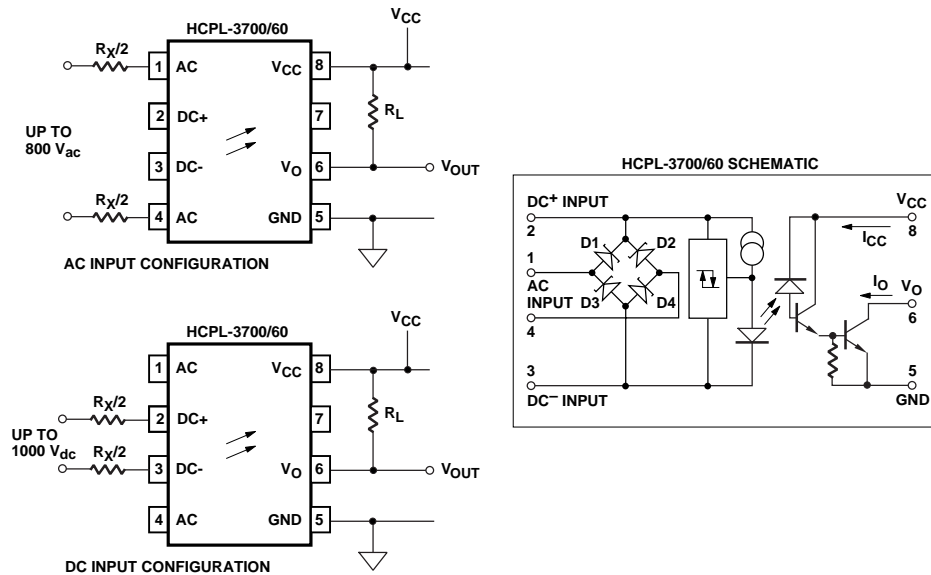 HCPL-3700/60
VCC
RX/2
1 AC
VCC 8
2 DC+
7
RL
UP TO
800 Vac
3 DC-
VO 6
VOUT
RX/2
4 AC
GND 5
AC INPUT CONFIGURATION
HCPL-3700/60
VCC
1 AC
VCC 8
RX/2
2 DC+
7
RL
UP TO
1000 Vdc
RX/2
3 DC-
VO 6
VOUT
4 AC
GND 5
DC INPUT CONFIGURATION
HCPL-3700/60 SCHEMATIC
DC+ INPUT
2
VCC
8
ICC
D1
D2
1
AC
INPUT
4
D3
D4
IO
VO
6
3
DC– INPUT
5
GND